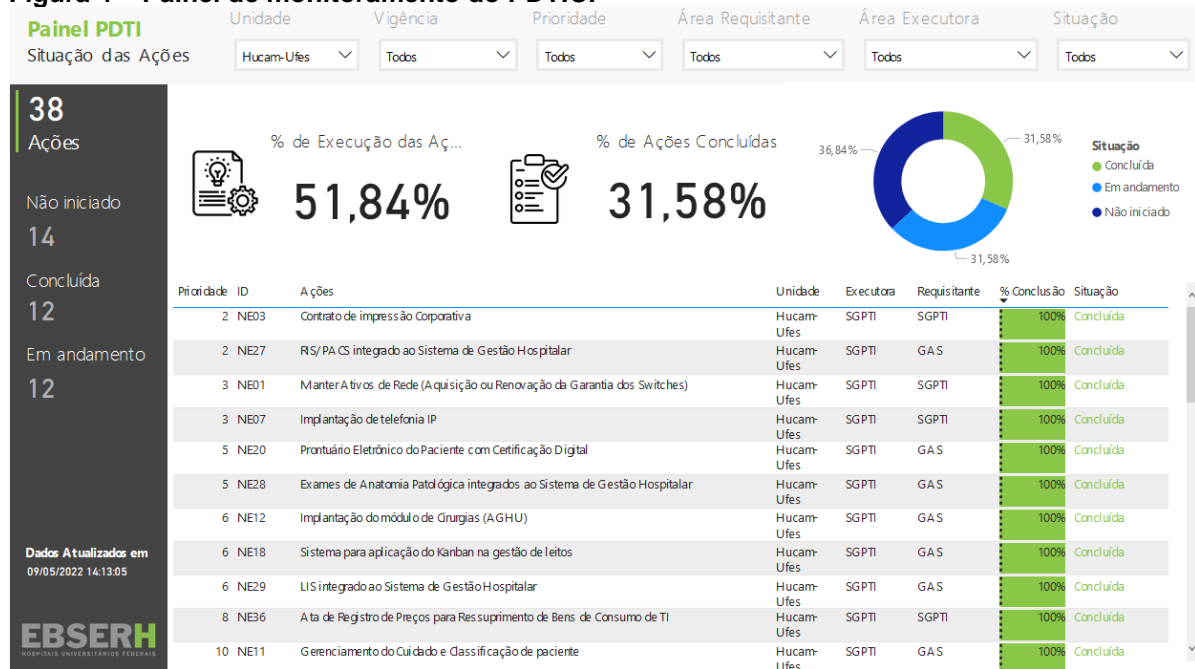 Figura 4 – Painel de monitoramento do PDTIC.
Painel PDTI
Situação das Ações
Unidade
Vigência
Prioridade
Área Requisitante
Área Executora
Situação
Hucam-Ufes
Todos
Todos
Todos
Todos
Todos
38
Ações
Não iniciado
14
Concluída
12
Em andamento
12
Dados Atualizados em
09/05/2022 14:13:05
EBSERH
HOSPITAIS UNIVERSITÁRIOS FEDERAIS
% de Execução das Aç...
51,84%
% de Ações Concluídas
31,58%
36,84%
31,58%
31,58%
Situação
Concluída
Em andamento
Não iniciado
Prioridade ID Ações Unidade Executora Requisitante % Conclusão Situação
2 NE03 Contrato de impressão Corporativa Hucam- SGPTI SGPTI 100% Concluída
Ufes
2 NE27 RIS/PACS integrado ao Sistema de Gestão Hospitalar Hucam- SGPTI GAS 100% Concluída
Ufes
3 NE01 Manter Ativos de Rede (Aquisição ou Renovação da Garantia dos Switches) Hucam- SGPTI SGPTI 100% Concluída
Ufes
3 NE07 Implantação de telefonia IP Hucam- SGPTI SGPTI 100% Concluída
Ufes
5 NE20 Prontuário Eletrônico do Paciente com Certificação Digital Hucam- SGPTI GAS 100% Concluída
Ufes
5 NE28 Exames de Anatomia Patológica integrados ao Sistema de Gestão Hospitalar Hucam- SGPTI GAS 100% Concluída
Ufes
6 NE12 Implantação do módulo de Cirurgias (AGHU) Hucam- SGPTI GAS 100% Concluída
Ufes
6 NE18 Sistema para aplicação do Kanban na gestão de leitos Hucam- SGPTI GAS 100% Concluída
Ufes
6 NE29 LIS integrado ao Sistema de Gestão Hospitalar Hucam- SGPTI GAS 100% Concluída
Ufes
8 NE36 Ata de Registro de Preços para Ressuprimento de Bens de Consumo de TI Hucam- SGPTI SGPTI 100% Concluída
Ufes
10 NE11 Gerenciamento do Cuidado e Classificação de paciente Hucam- SGPTI GAS 100% Concluída
Ufes